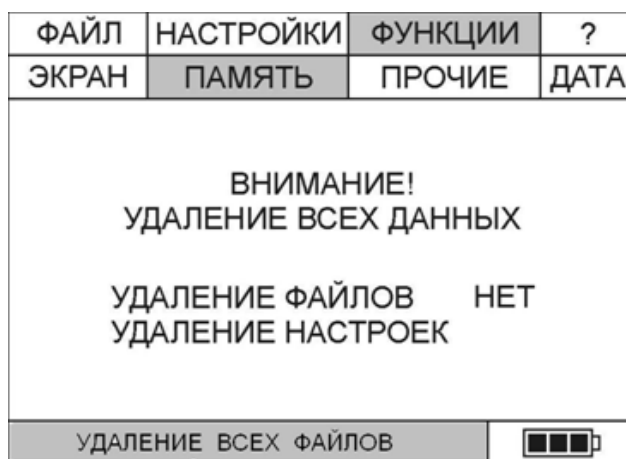 ФАЙЛ НАСТРОЙКИ ФУНКЦИИ ?
ЭКРАН ПАМЯТЬ ПРОЧИЕ ДАТА
ВНИМАНИЕ!
УДАЛЕНИЕ ВСЕХ ДАННЫХ
УДАЛЕНИЕ ФАЙЛОВ НЕТ
УДАЛЕНИЕ НАСТРОЕК
УДАЛЕНИЕ ВСЕХ ФАЙЛОВ